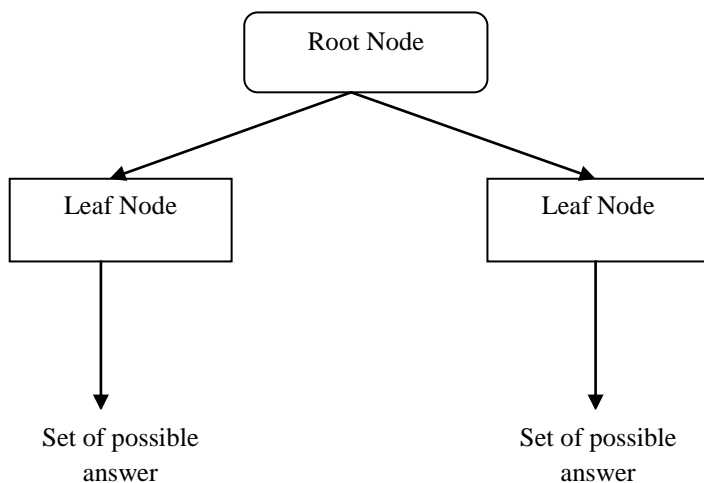 Root Node
Leaf Node
Leaf Node
Set of possible
answer
Set of possible
answer